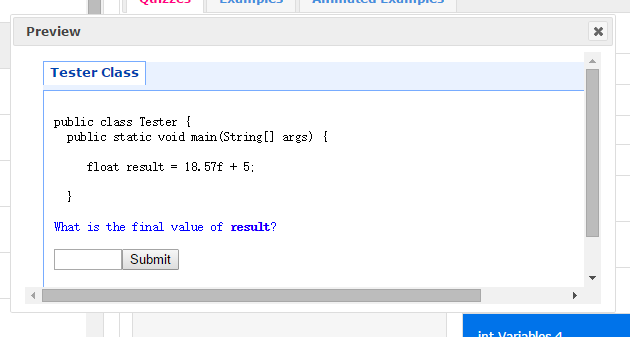 Quizzes Examples Animated Examples
Preview
Tester Class
public class Tester {
public static void main(String[] args) {
float result = 18.57f + 5;
}
What is the final value of result?
Submit
int Variables 4